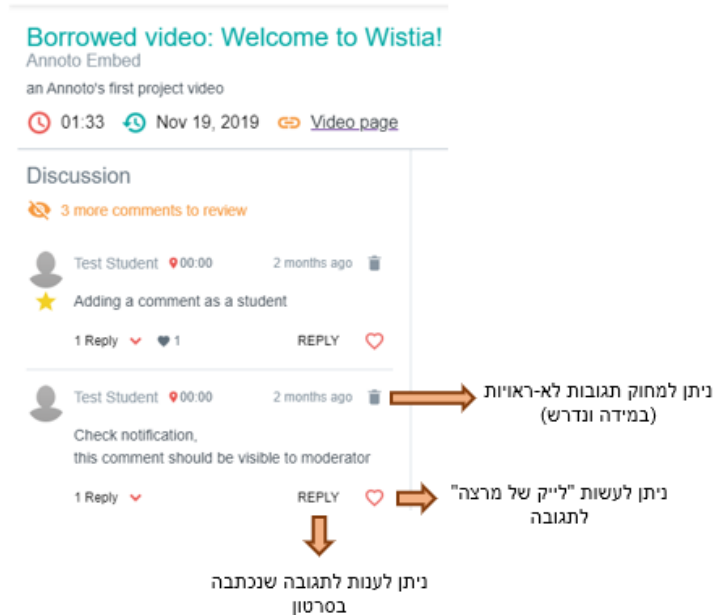 Borrowed video: Welcome to Wistia!
Annoto Embed
an Annoto's first project video
01:33 Nov 19, 2019 Video page
Discussion
3 more comments to review
Test Student 00:00 2 months ago
Adding a comment as a student
1 Reply 1 REPLY
Test Student 00:00 2 months ago
ניתן למחוק תגובות לא-ראויות
(במידה ונדרש)
Check notification,
this comment should be visible to moderator
1 Reply REPLY
ניתן לעשות "לייק של מרצה"
לתגובה
ניתן לענות לתגובה שנכתבה
בסרטון